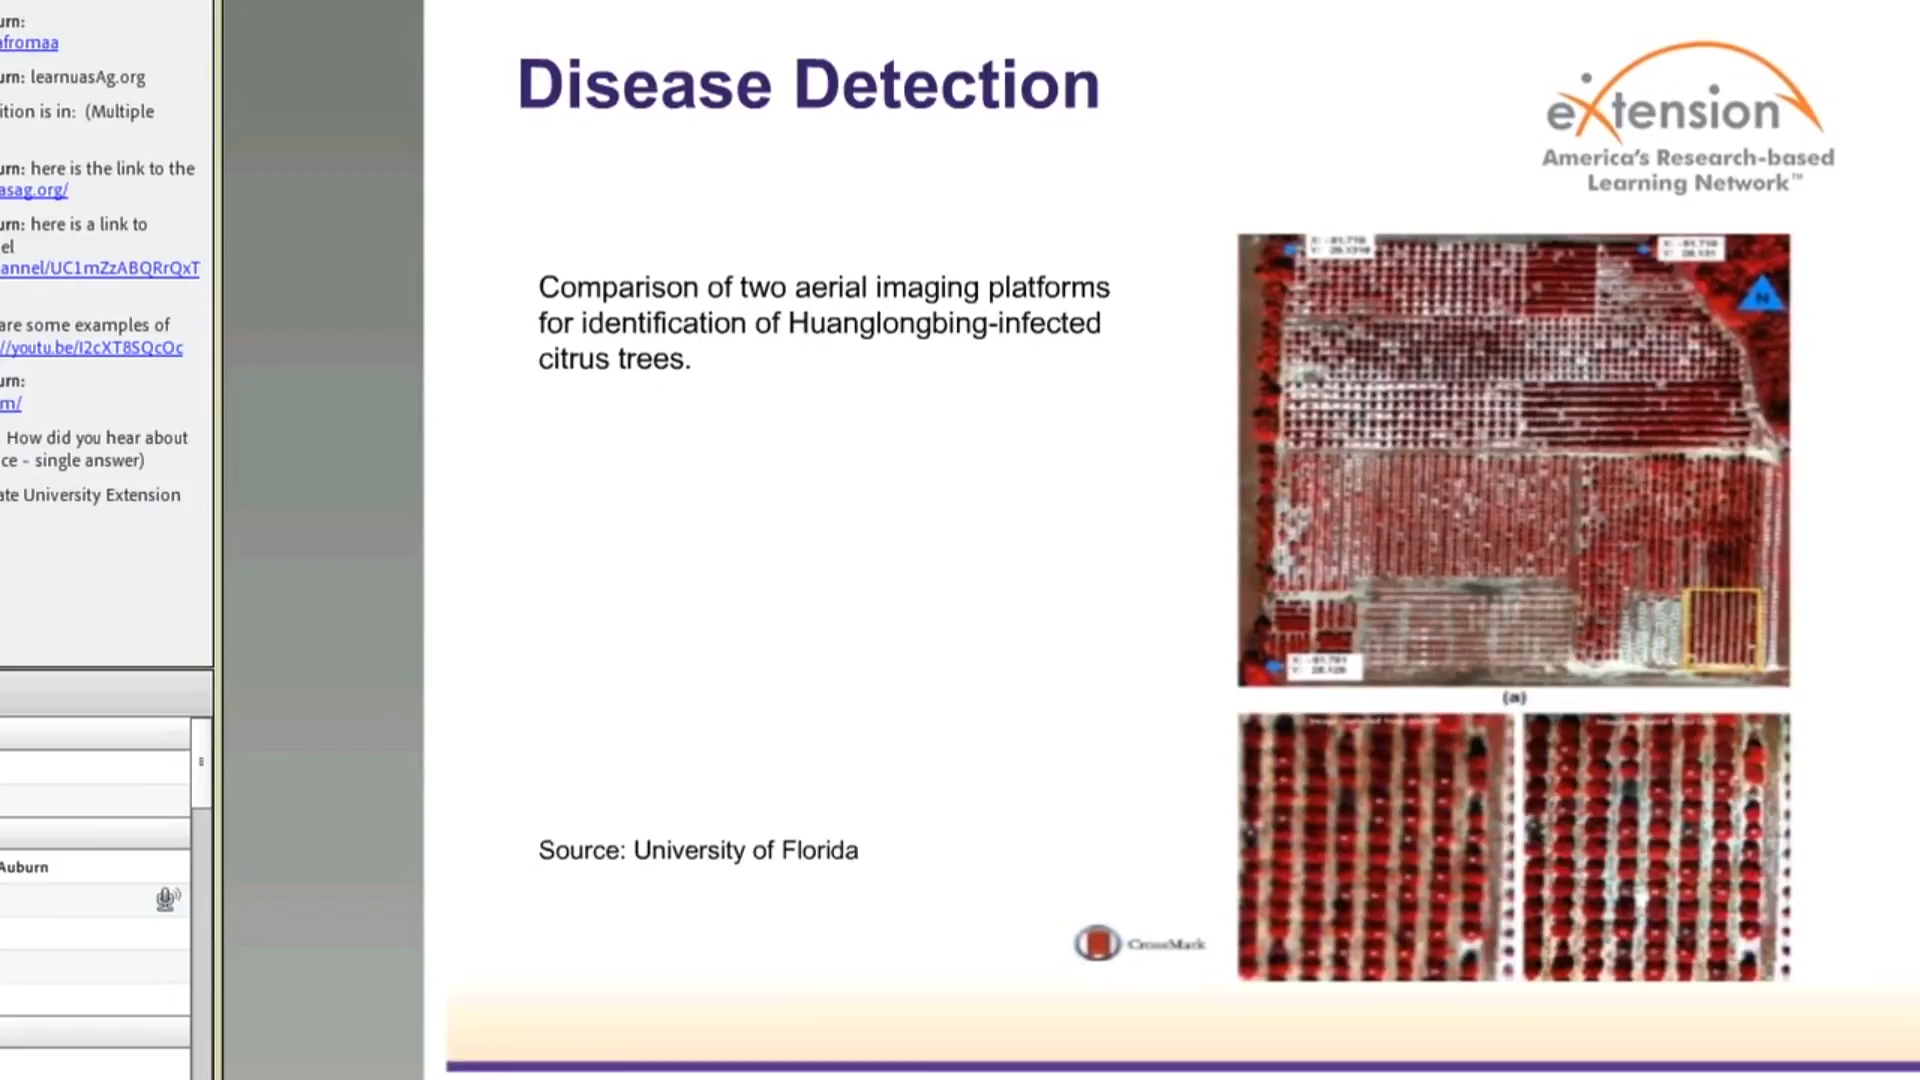 urn:
afromaa
urn: learnuasAg.org
ition is in: (Multiple
urn: here is the link to the
asag.org/
urn: here is a link to
el
annel/UC1mZzABQRrQxT
are some examples of
//youtu.be/I2cXT8SQcOc
urn:
m/
How did you hear about
ce - single answer)
ate University Extension
Auburn
Disease Detection
eXtension
America's Research-based
Learning Network™
Comparison of two aerial imaging platforms
for identification of Huanglongbing-infected
citrus trees.
Source: University of Florida
CrossMark
N
(a)